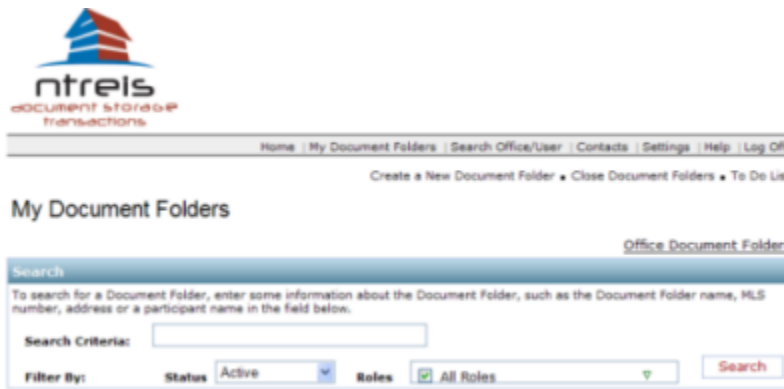 ntreis
document storage
transactions
Home | My Document Folders | Search Office/User | Contacts | Settings | Help | Log Of
Create a New Document Folder ▪ Close Document Folders ▪ To Do Lis
My Document Folders
Office Document Folder
Search
To search for a Document Folder, enter some information about the Document Folder, such as the Document Folder name, MLS
number, address or a participant name in the field below.
Search Criteria:
Filter By: Status Active Roles All Roles Search